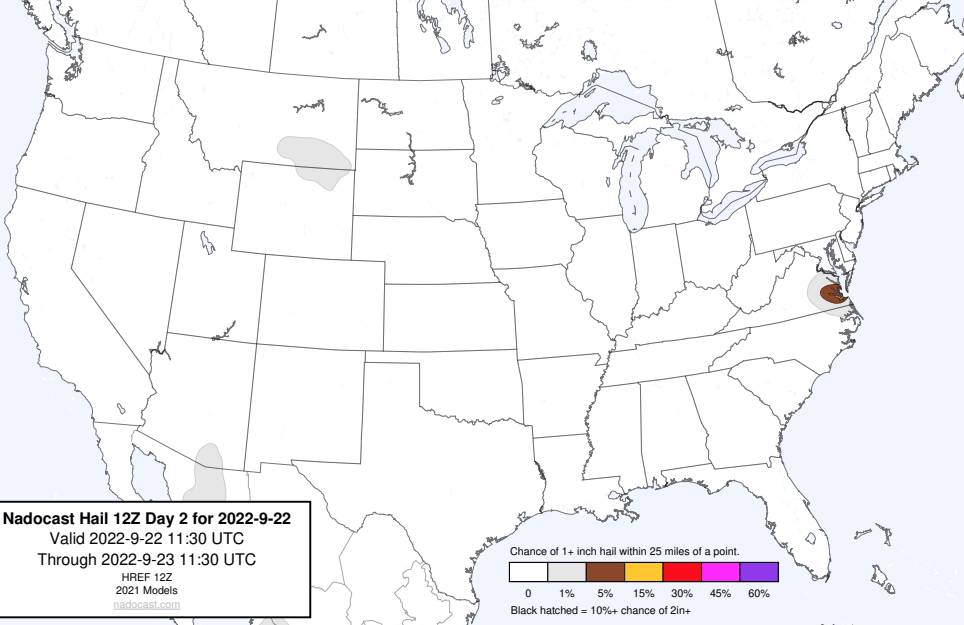 Nadocast Hail 12Z Day 2 for 2022-9-22
Valid 2022-9-22 11:30 UTC
Through 2022-9-23 11:30 UTC
HREF 12Z
2021 Models
nadocast.com
Chance of 1+ inch hail within 25 miles of a point.
0 1% 5% 15% 30% 45% 60%
Black hatched = 10%+ chance of 2in+